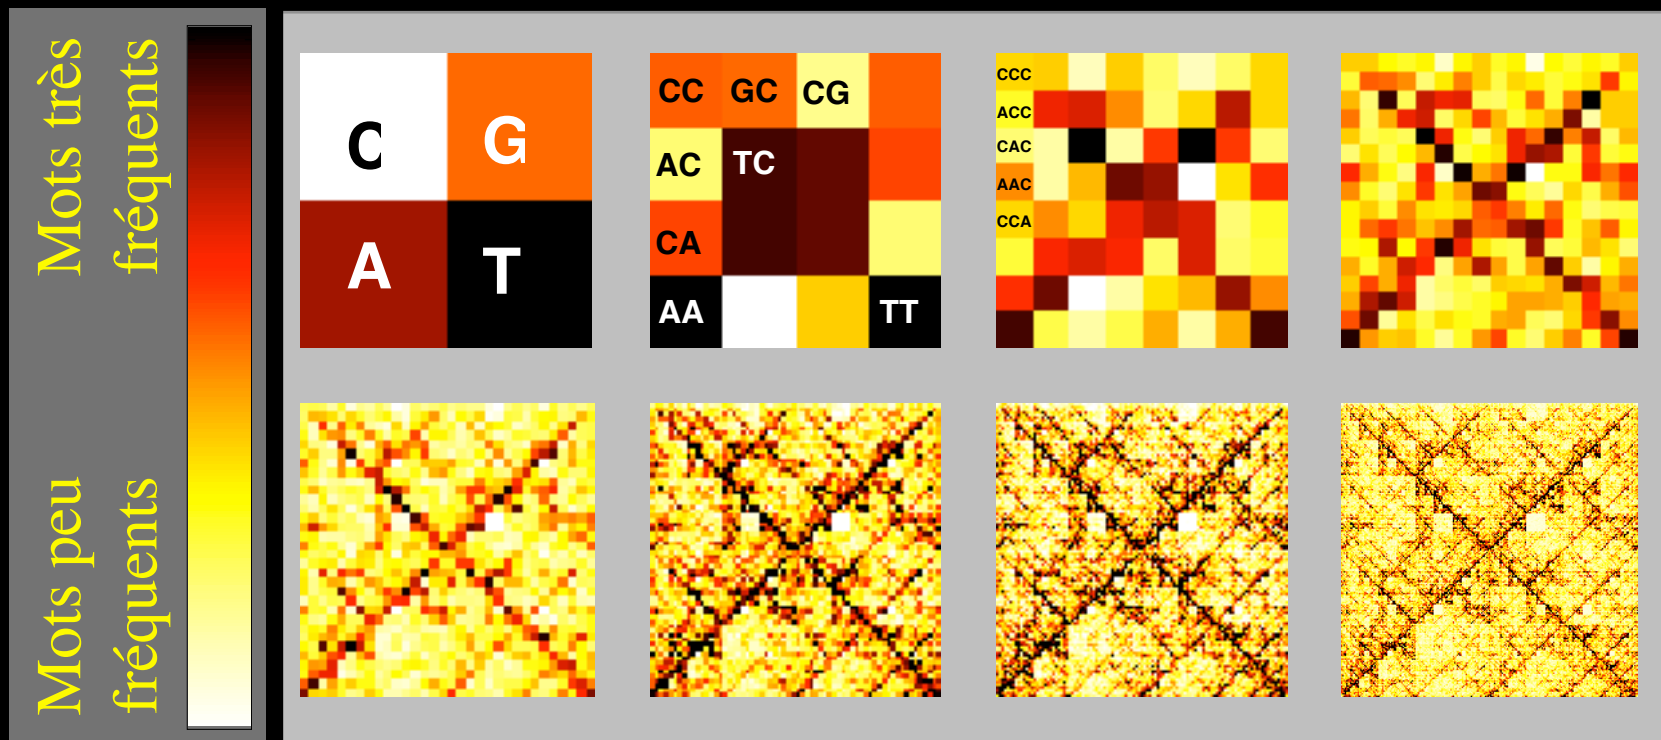 Mots très
fréquents
Mots peu
fréquents
C G
A T
CC GC CG
AC TC
CA
AA TT
CCC
ACC
CAC
AAC
CCA